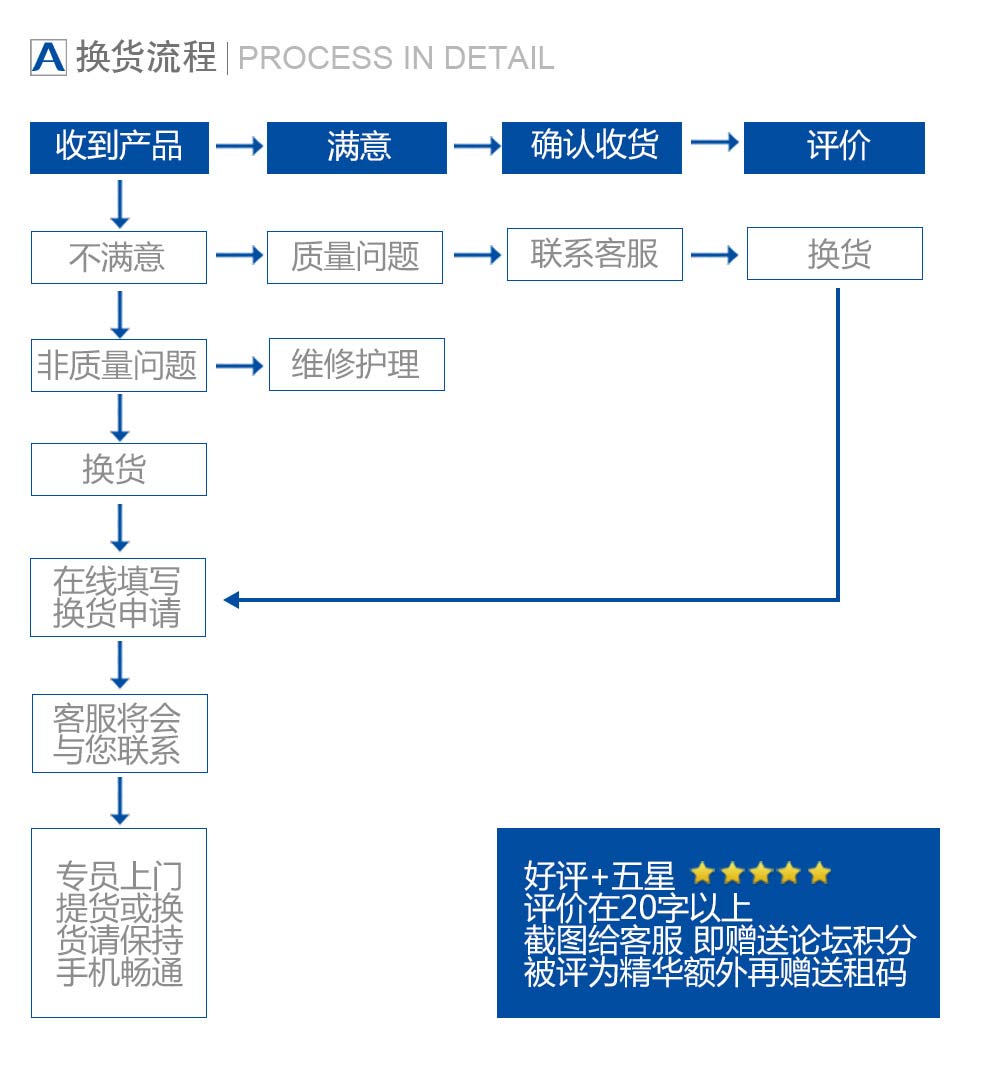 A 换货流程 PROCESS IN DETAIL
收到产品 满意 确认收货 评价
不满意 质量问题 联系客服 换货
非质量问题 维修护理
换货
在线填写
换货申请
客服将会
与您联系
专员上门
提货或换
货请保持
手机畅通
好评+五星
评价在20字以上
截图给客服 即赠送论坛积分
被评为精华额外再赠送租码